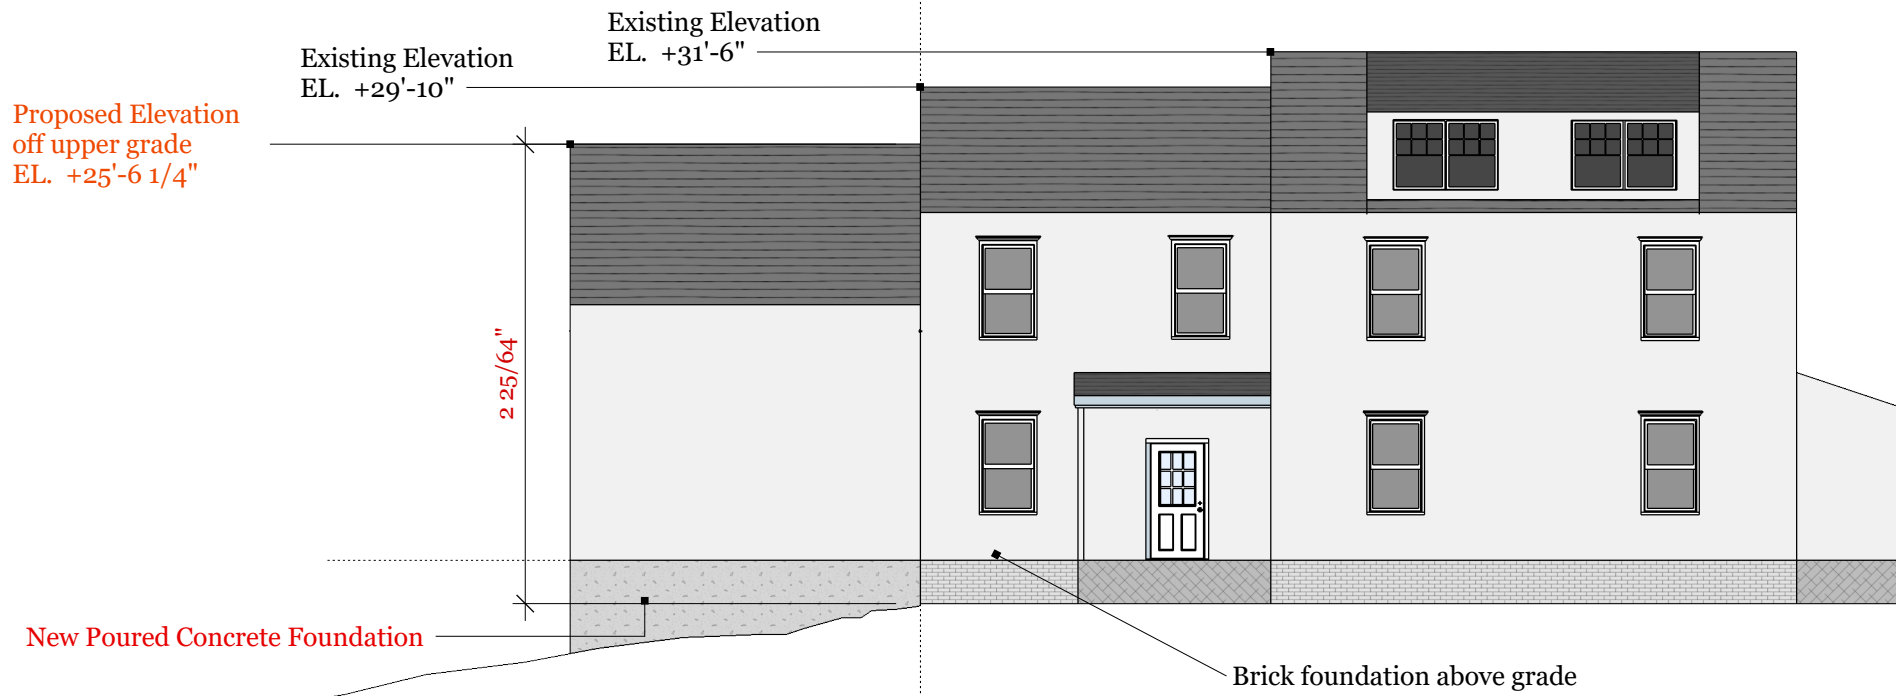 Existing Elevation
EL. +31'-6"
Existing Elevation
EL. +29'-10"
Proposed Elevation
off upper grade
EL. +25'-6 1/4"
2 25/64"
New Poured Concrete Foundation
Brick foundation above grade